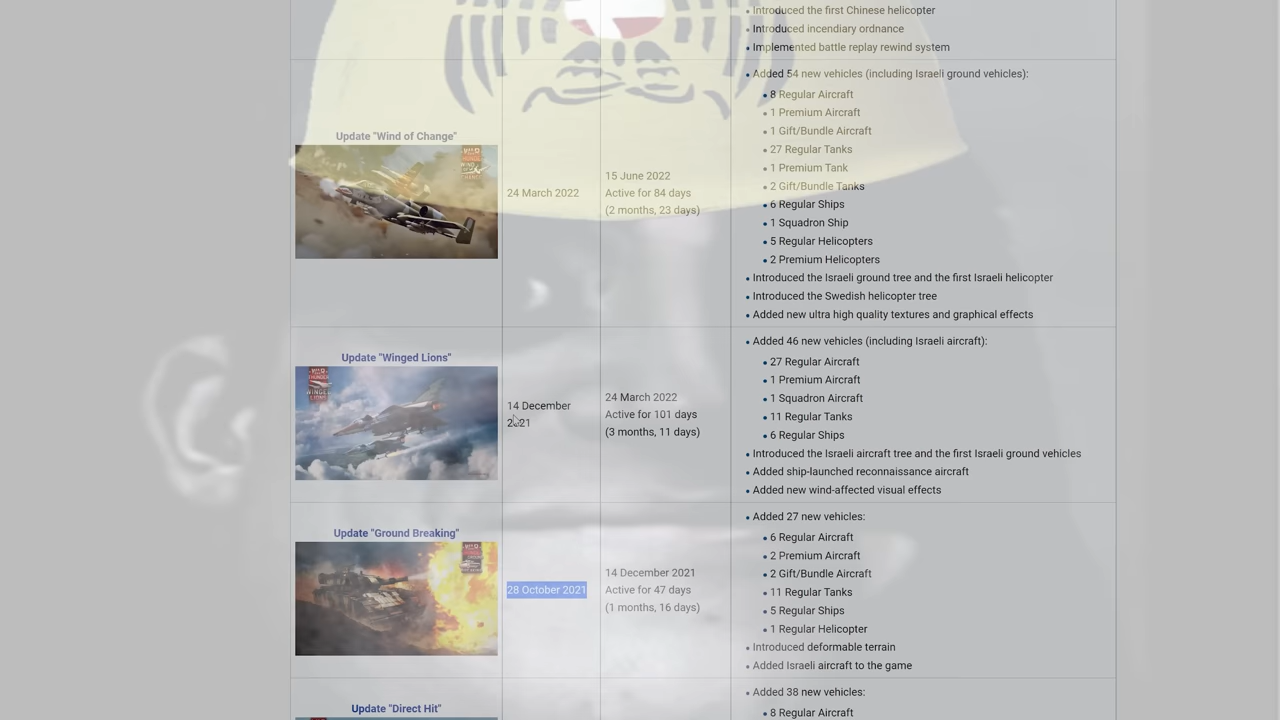 Introduced the first Chinese helicopter
Introduced incendiary ordnance
Implemented battle replay rewind system
Update "Wind of Change"
24 March 2022
15 June 2022
Active for 84 days
(2 months, 23 days)
Added 54 new vehicles (including Israeli ground vehicles):
8 Regular Aircraft
1 Premium Aircraft
1 Gift/Bundle Aircraft
27 Regular Tanks
1 Premium Tank
2 Gift/Bundle Tanks
6 Regular Ships
1 Squadron Ship
5 Regular Helicopters
2 Premium Helicopters
Introduced the Israeli ground tree and the first Israeli helicopter
Introduced the Swedish helicopter tree
Added new ultra high quality textures and graphical effects
Update "Winged Lions"
WINGED
LIONS
14 December
2021
24 March 2022
Active for 101 days
(3 months, 11 days)
Added 46 new vehicles (including Israeli aircraft):
27 Regular Aircraft
1 Premium Aircraft
1 Squadron Aircraft
11 Regular Tanks
6 Regular Ships
Introduced the Israeli aircraft tree and the first Israeli ground vehicles
Added ship-launched reconnaissance aircraft
Added new wind-affected visual effects
Update "Ground Breaking"
28 October 2021
14 December 2021
Active for 47 days
(1 months, 16 days)
Added 27 new vehicles:
6 Regular Aircraft
2 Premium Aircraft
2 Gift/Bundle Aircraft
11 Regular Tanks
5 Regular Ships
1 Regular Helicopter
Introduced deformable terrain
Added Israeli aircraft to the game
Update "Direct Hit"
Added 38 new vehicles:
8 Regular Aircraft